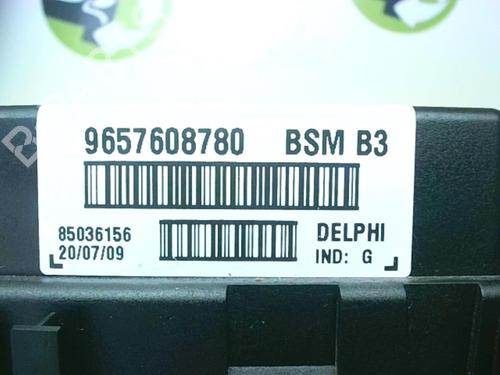 9657608780 BSM B3
85036156 DELPHI
20/07/09 IND: G